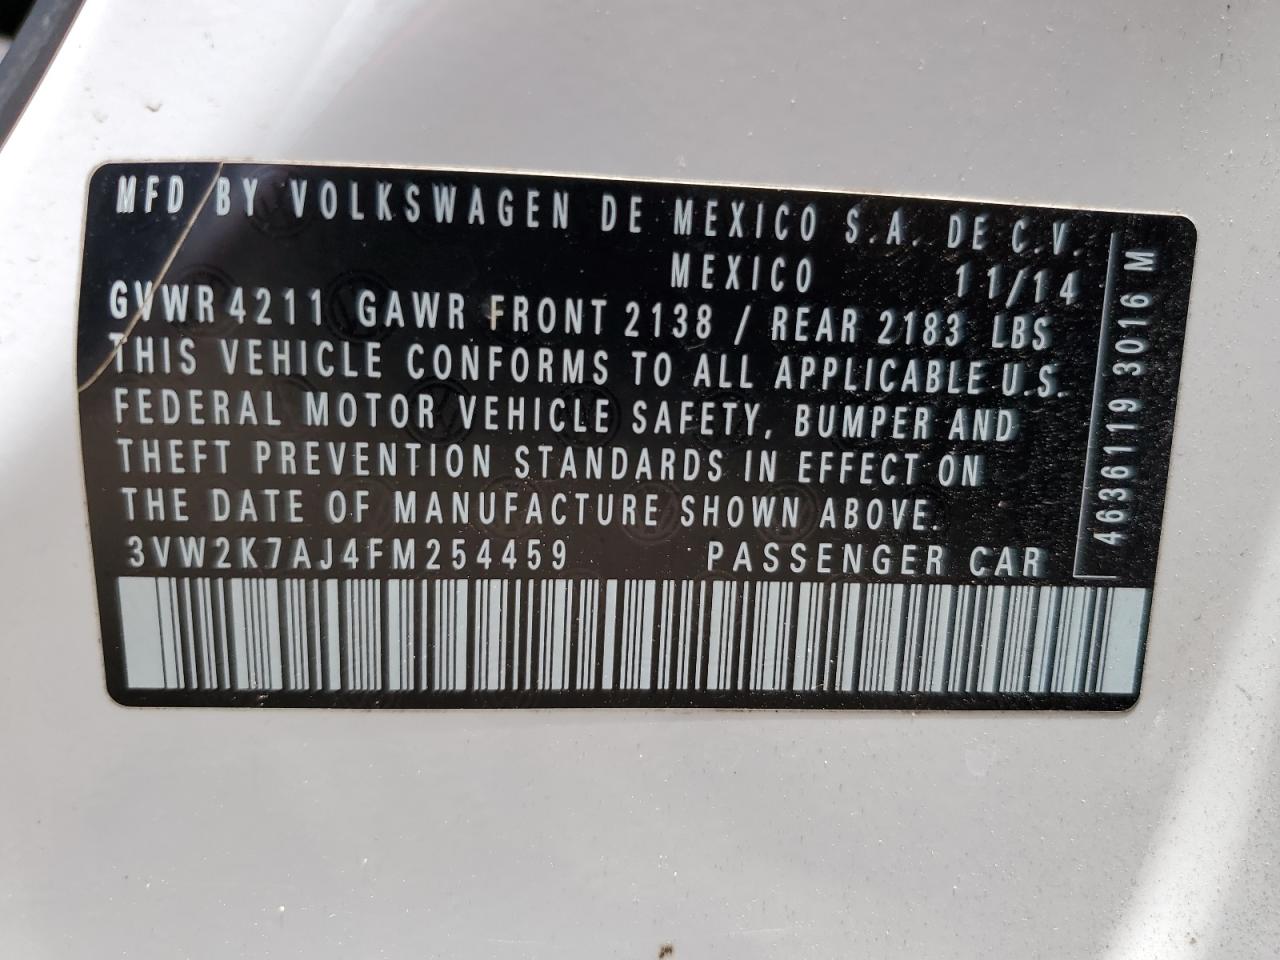 MFD BY VOLKSWAGEN DE MEXICO S.A. DE C.V.
MEXICO 11/14
GVWR 4211 GAWR FRONT 2138 / REAR 2183 LBS
THIS VEHICLE CONFORMS TO ALL APPLICABLE U.S.
FEDERAL MOTOR VEHICLE SAFETY, BUMPER AND
THEFT PREVENTION STANDARDS IN EFFECT ON
THE DATE OF MANUFACTURE SHOWN ABOVE.
3VW2K7AJ4FM254459 PASSENGER CAR
4636119 3016 M